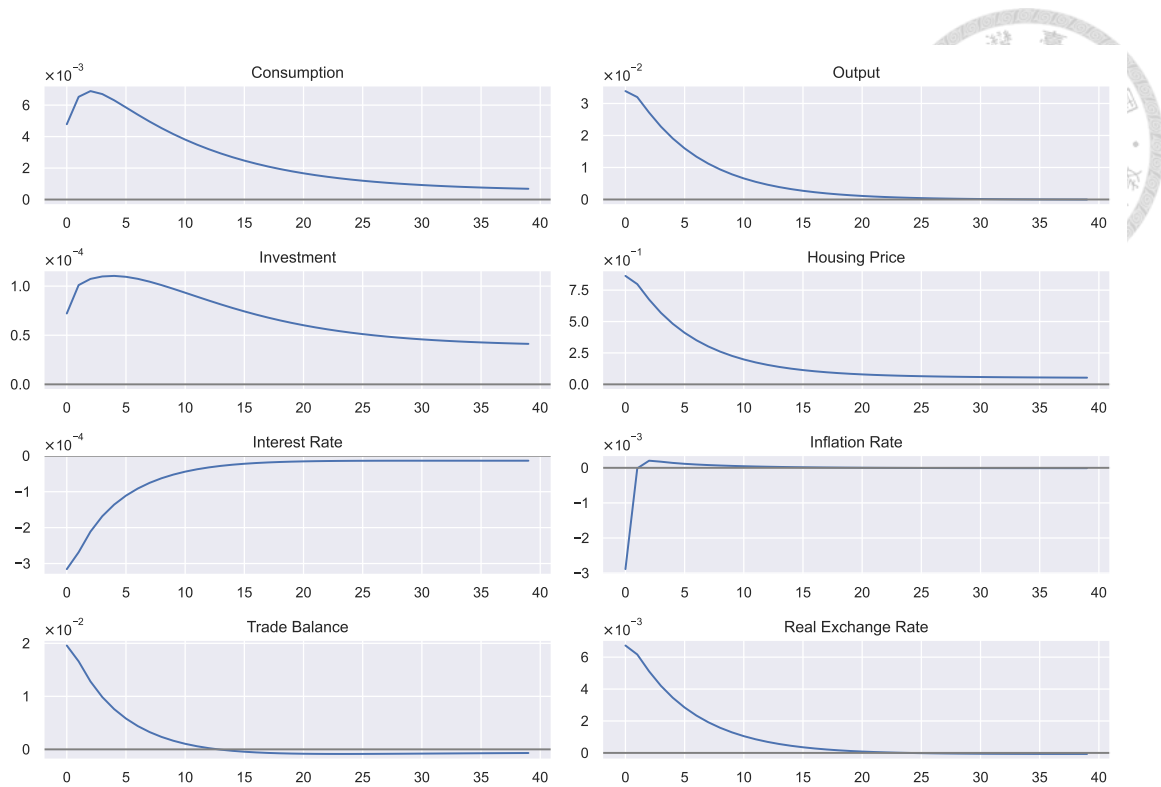 ×10⁻³
Consumption
6
4
2
0
0 5 10 15 20 25 30 35 40
×10⁻²
Output
3
2
1
0
0 5 10 15 20 25 30 35 40
×10⁻⁴
Investment
1.0
0.5
0.0
0 5 10 15 20 25 30 35 40
×10⁻¹
Housing Price
7.5
5.0
2.5
0.0
0 5 10 15 20 25 30 35 40
×10⁻⁴
Interest Rate
0
−1
−2
−3
0 5 10 15 20 25 30 35 40
×10⁻³
Inflation Rate
0
−1
−2
−3
0 5 10 15 20 25 30 35 40
×10⁻²
Trade Balance
2
1
0
0 5 10 15 20 25 30 35 40
×10⁻³
Real Exchange Rate
6
4
2
0
0 5 10 15 20 25 30 35 40